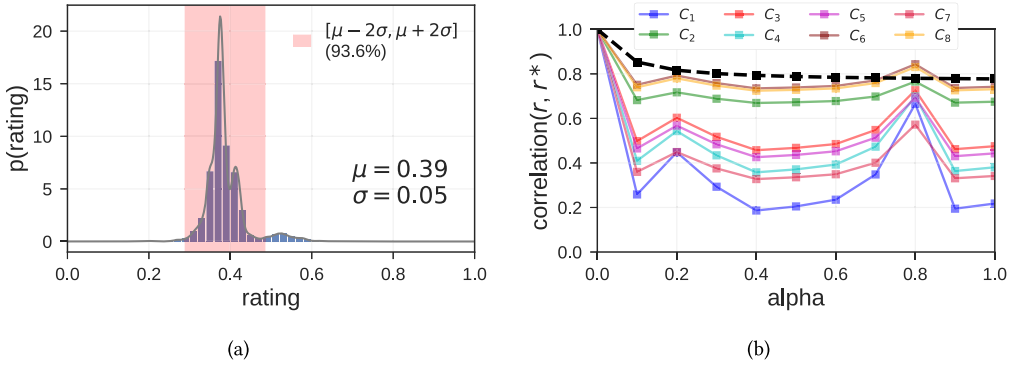 [μ − 2σ, μ + 2σ]
(93.6%)
μ = 0.39
σ = 0.05
p(rating)
20
15
10
5
0
0.0 0.2 0.4 0.6 0.8 1.0
rating
(a)
C1 C3 C5 C7
C2 C4 C6 C8
correlation(r, r*)
1.0
0.8
0.6
0.4
0.2
0.0
0.0 0.2 0.4 0.6 0.8 1.0
alpha
(b)